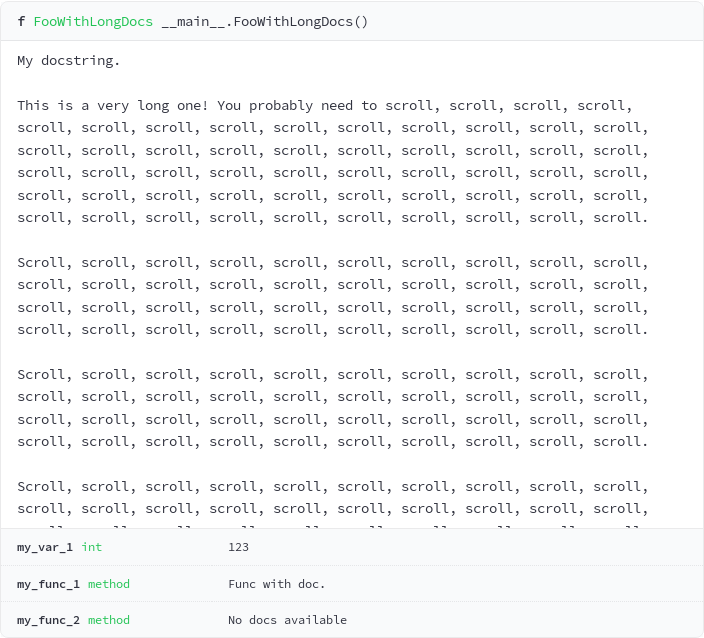 f FooWithLongDocs __main__.FooWithLongDocs()
My docstring.
This is a very long one! You probably need to scroll, scroll, scroll, scroll,
scroll, scroll, scroll, scroll, scroll, scroll, scroll, scroll, scroll, scroll,
scroll, scroll, scroll, scroll, scroll, scroll, scroll, scroll, scroll, scroll,
scroll, scroll, scroll, scroll, scroll, scroll, scroll, scroll, scroll, scroll,
scroll, scroll, scroll, scroll, scroll, scroll, scroll, scroll, scroll, scroll,
scroll, scroll, scroll, scroll, scroll, scroll, scroll, scroll, scroll, scroll.
Scroll, scroll, scroll, scroll, scroll, scroll, scroll, scroll, scroll, scroll,
scroll, scroll, scroll, scroll, scroll, scroll, scroll, scroll, scroll, scroll,
scroll, scroll, scroll, scroll, scroll, scroll, scroll, scroll, scroll, scroll,
scroll, scroll, scroll, scroll, scroll, scroll, scroll, scroll, scroll, scroll.
Scroll, scroll, scroll, scroll, scroll, scroll, scroll, scroll, scroll, scroll,
scroll, scroll, scroll, scroll, scroll, scroll, scroll, scroll, scroll, scroll,
scroll, scroll, scroll, scroll, scroll, scroll, scroll, scroll, scroll, scroll,
scroll, scroll, scroll, scroll, scroll, scroll, scroll, scroll, scroll, scroll.
Scroll, scroll, scroll, scroll, scroll, scroll, scroll, scroll, scroll, scroll,
scroll, scroll, scroll, scroll, scroll, scroll, scroll, scroll, scroll, scroll,
my_var_1 int 123
my_func_1 method Func with doc.
my_func_2 method No docs available